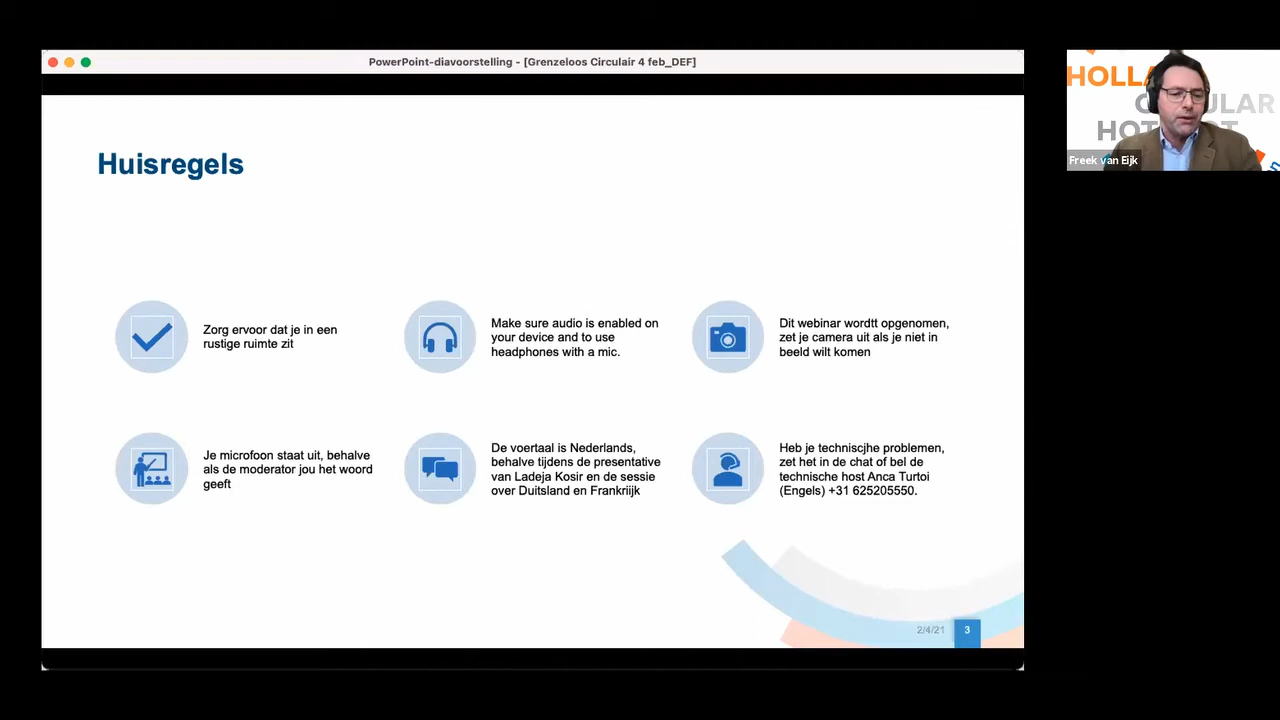 PowerPoint-diavoorstelling - [Grenzeloos Circulair 4 feb_DEF]
Huisregels
Zorg ervoor dat je in een
rustige ruimte zit
Make sure audio is enabled on
your device and to use
headphones with a mic.
Dit webinar wordtt opgenomen,
zet je camera uit als je niet in
beeld wilt komen
Je microfoon staat uit, behalve
als de moderator jou het woord
geeft
De voertaal is Nederlands,
behalve tijdens de presentative
van Ladeja Kosir en de sessie
over Duitsland en Frankriijk
Heb je techniscjhe problemen,
zet het in de chat of bel de
technische host Anca Turtoi
(Engels) +31 625205550.
2/4/21
3
Freek van Eijk